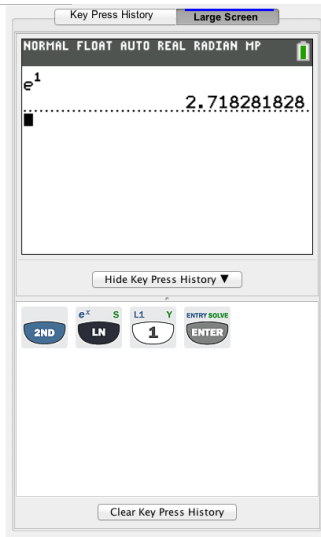 Key Press History Large Screen
NORMAL FLOAT AUTO REAL RADIAN MP
e¹
2.718281828
Hide Key Press History ▼
eˣ S L1 Y ENTRY SOLVE
2ND LN 1 ENTER
Clear Key Press History